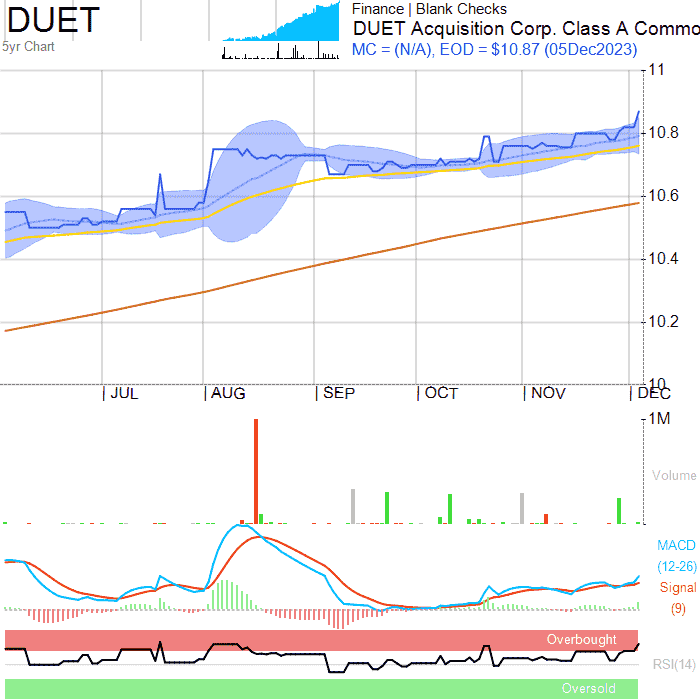 DUET
5yr Chart
Finance | Blank Checks
DUET Acquisition Corp. Class A Commo
MC = (N/A), EOD = $10.87 (05Dec2023)
11
10.8
10.6
10.4
10.2
10
| JUL | AUG | SEP | OCT | NOV | DEC
1M
Volume
MACD
(12-26)
Signal
(9)
Overbought
RSI(14)
Oversold